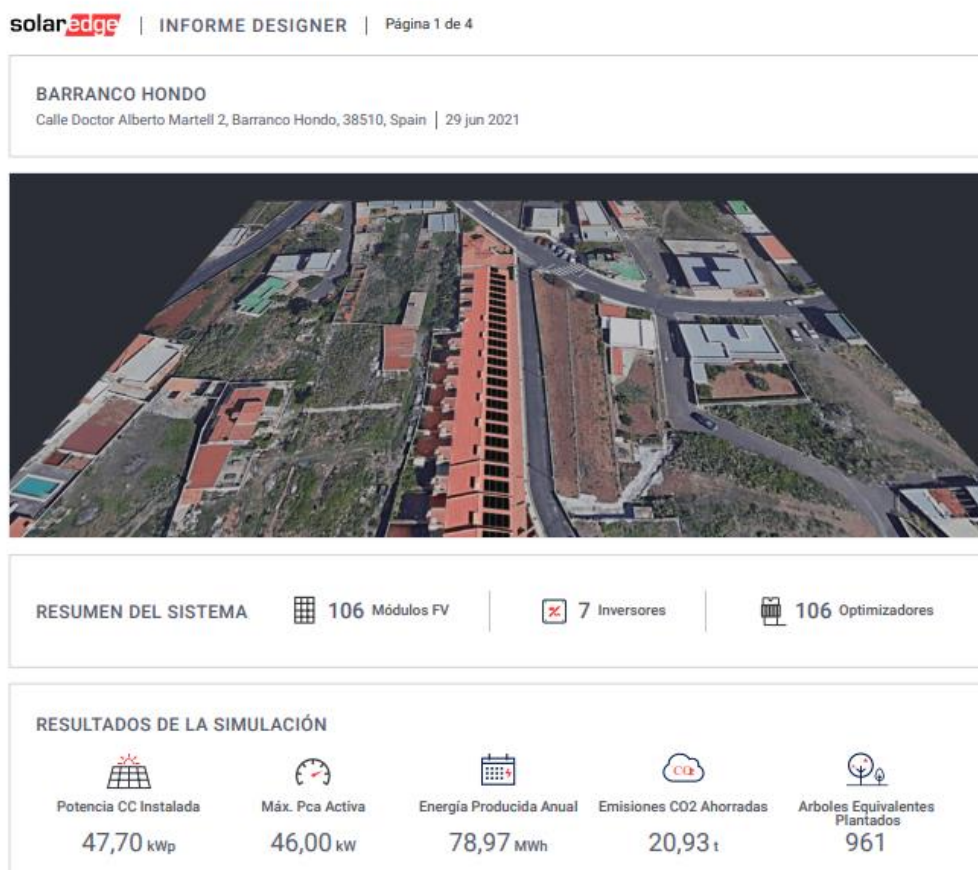 solaredge | INFORME DESIGNER | Página 1 de 4
BARRANCO HONDO
Calle Doctor Alberto Martell 2, Barranco Hondo, 38510, Spain | 29 jun 2021
RESUMEN DEL SISTEMA 106 Módulos FV 7 Inversores 106 Optimizadores
RESULTADOS DE LA SIMULACIÓN
CO2
Potencia CC Instalada
47,70 kWp
Máx. Pca Activa
46,00 kW
Energía Producida Anual
78,97 MWh
Emisiones CO2 Ahorradas
20,93 t
Arboles Equivalentes
Plantados
961